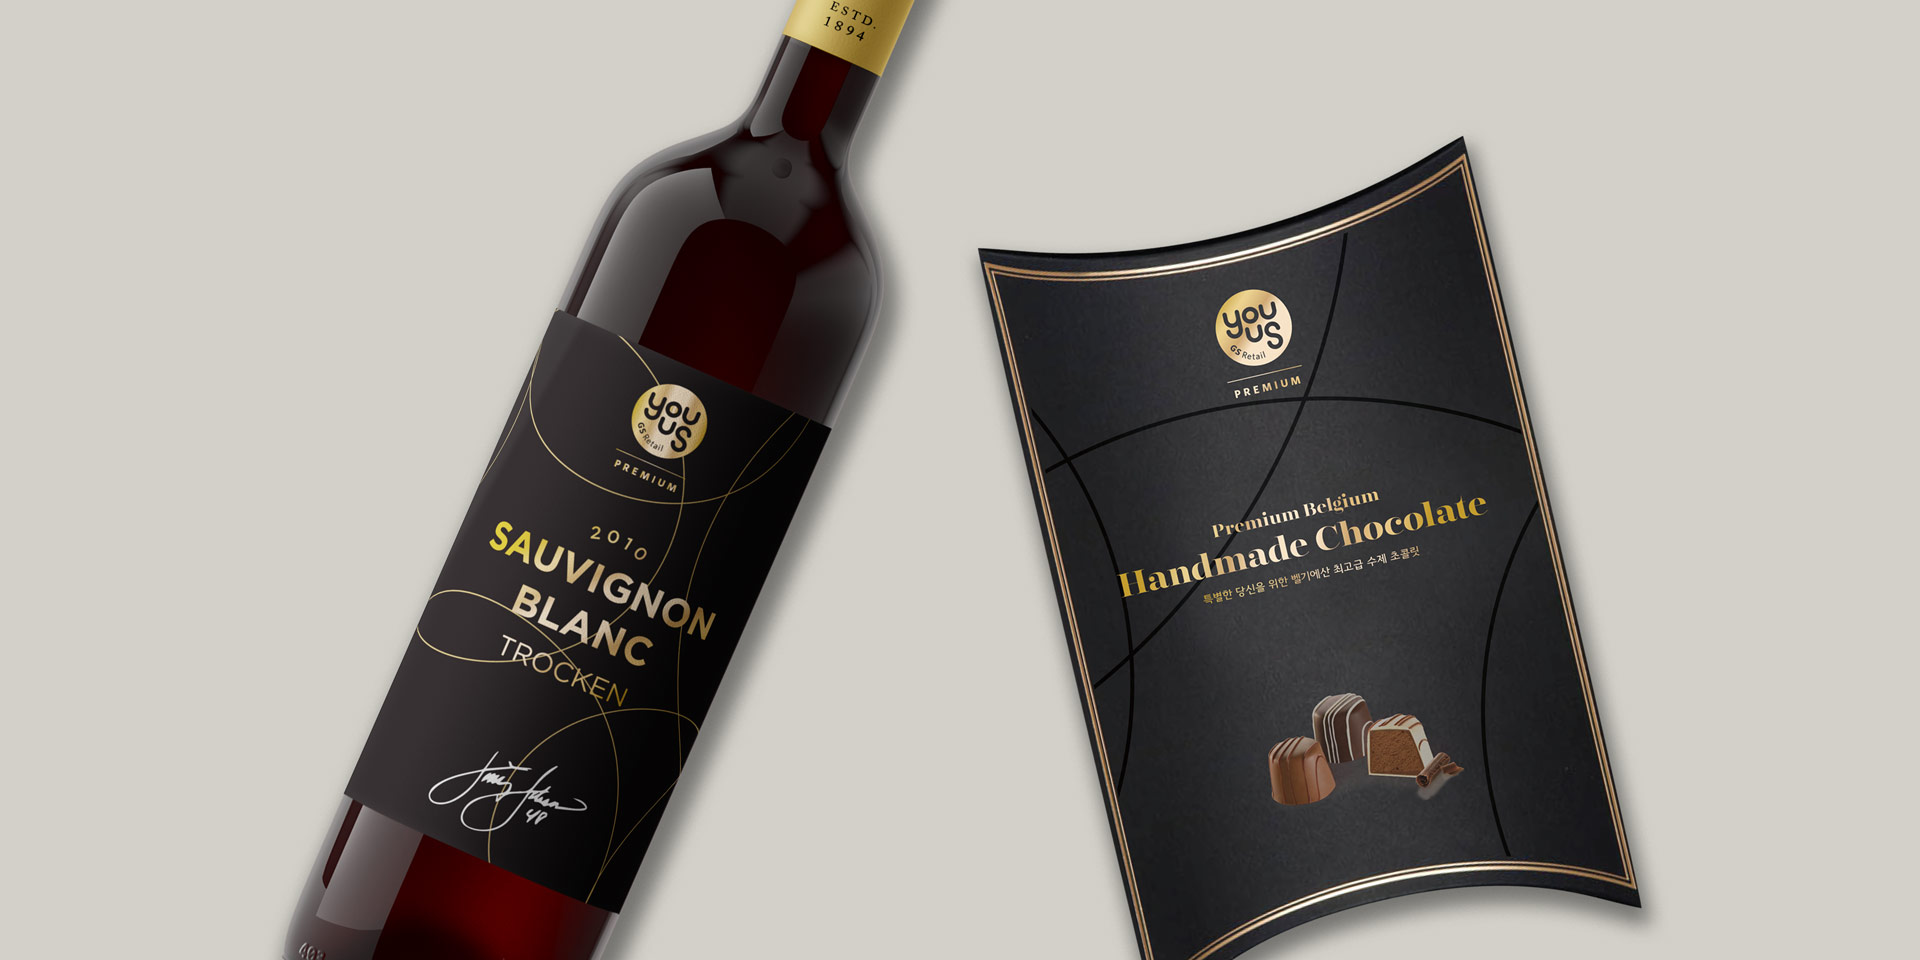 ESTD.
1894
you
us
GS Retail
PREMIUM
2010
SAUVIGNON
BLANC
TROCKEN
you
us
GS Retail
PREMIUM
Premium Belgium
Handmade Chocolate
특별한 당신을 위한 벨기에산 최고급 수제 초콜릿